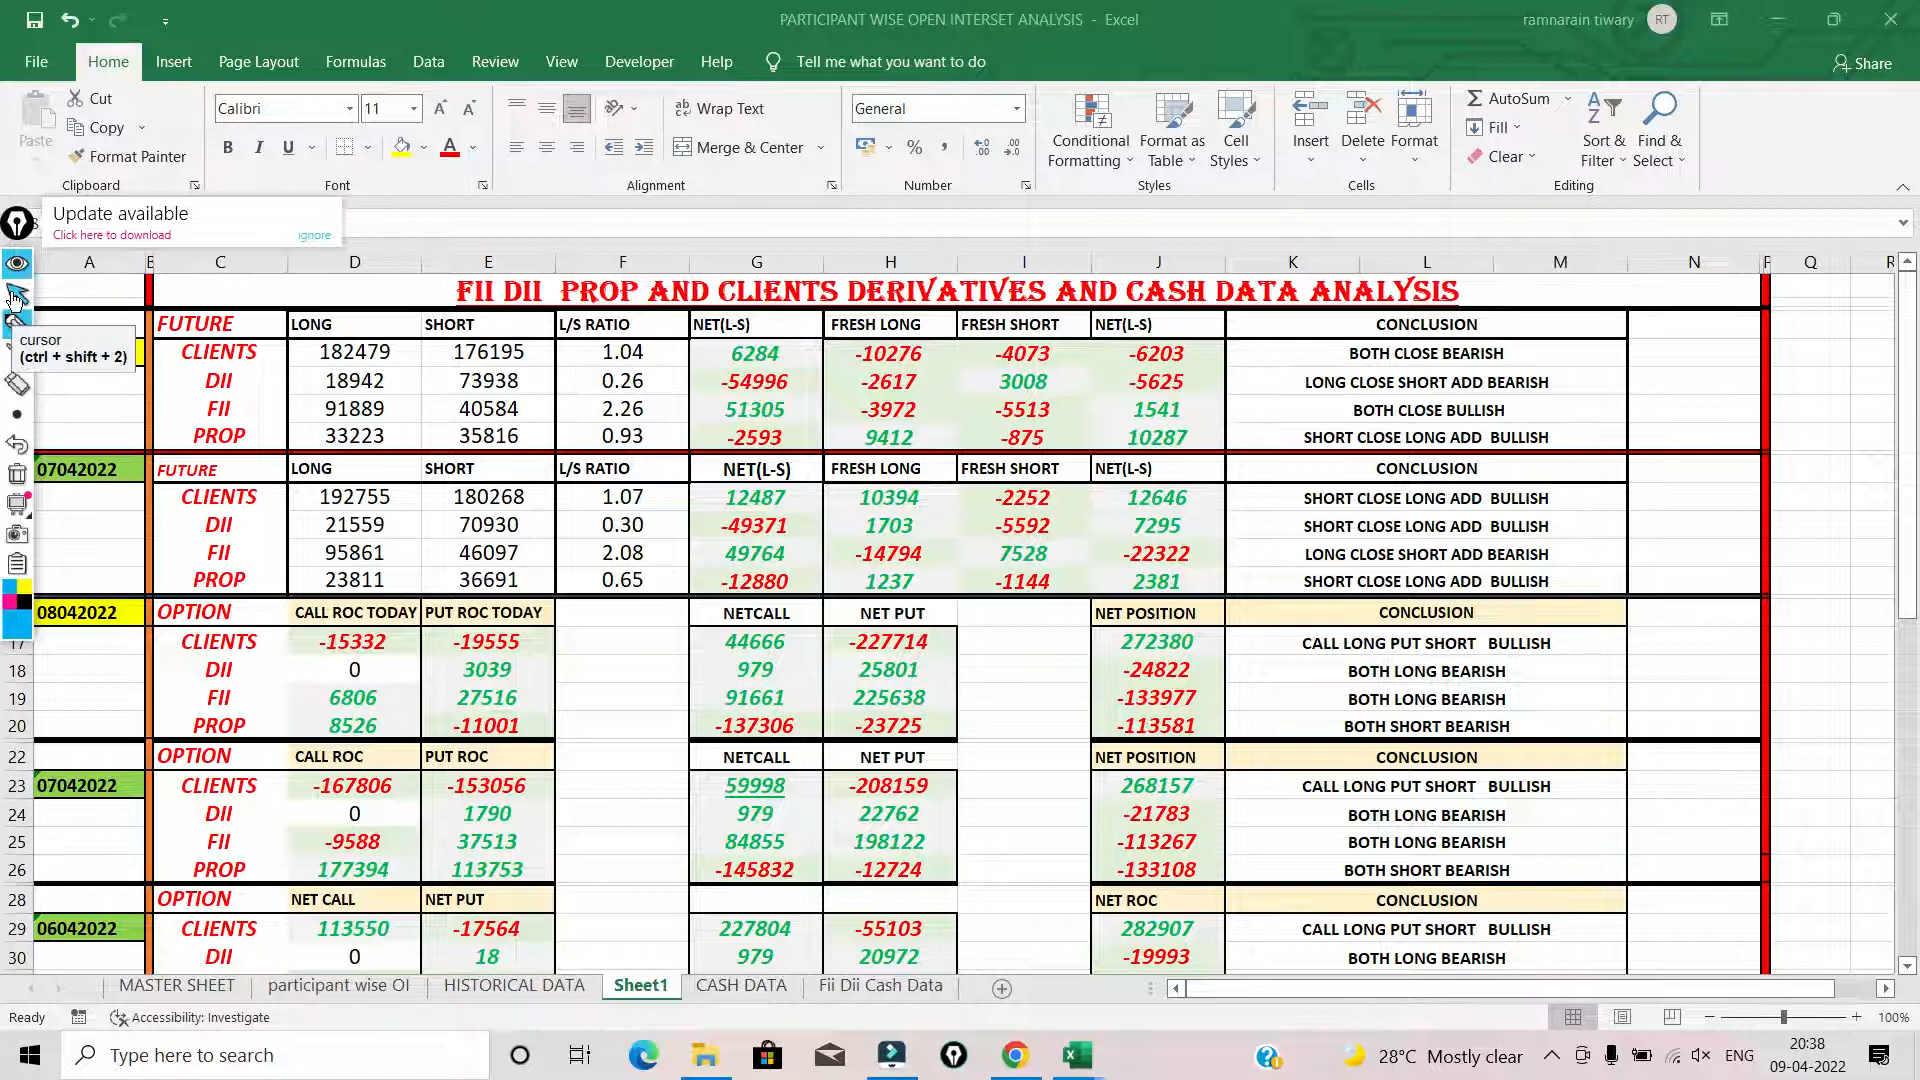 PARTICIPANT WISE OPEN INTERSET ANALYSIS - Excel
ramnarain tiwary RT
File Home Insert Page Layout Formulas Data Review View Developer Help Tell me what you want to do Share
Cut
Copy
Format Painter
Paste
Clipboard
Calibri 11
B I U
Font
Wrap Text
Merge & Center
Alignment
General
Number
Conditional Formatting
Format as Table
Cell Styles
Styles
Insert
Delete
Format
Cells
AutoSum
Fill
Clear
Sort & Filter
Find & Select
Editing
Update available
Click here to download ignore
A B C D E F G H I J K L M N P Q R
FII DII PROP AND CLIENTS DERIVATIVES AND CASH DATA ANALYSIS
FUTURE LONG SHORT L/S RATIO NET(L-S) FRESH LONG FRESH SHORT NET(L-S) CONCLUSION
cursor
(ctrl + shift + 2)
CLIENTS 182479 176195 1.04 6284 -10276 -4073 -6203 BOTH CLOSE BEARISH
DII 18942 73938 0.26 -54996 -2617 3008 -5625 LONG CLOSE SHORT ADD BEARISH
FII 91889 40584 2.26 51305 -3972 -5513 1541 BOTH CLOSE BULLISH
PROP 33223 35816 0.93 -2593 9412 -875 10287 SHORT CLOSE LONG ADD BULLISH
07042022 FUTURE LONG SHORT L/S RATIO NET(L-S) FRESH LONG FRESH SHORT NET(L-S) CONCLUSION
CLIENTS 192755 180268 1.07 12487 10394 -2252 12646 SHORT CLOSE LONG ADD BULLISH
DII 21559 70930 0.30 -49371 1703 -5592 7295 SHORT CLOSE LONG ADD BULLISH
FII 95861 46097 2.08 49764 -14794 7528 -22322 LONG CLOSE SHORT ADD BEARISH
PROP 23811 36691 0.65 -12880 1237 -1144 2381 SHORT CLOSE LONG ADD BULLISH
08042022 OPTION CALL ROC TODAY PUT ROC TODAY NETCALL NET PUT NET POSITION CONCLUSION
17 CLIENTS -15332 -19555 44666 -227714 272380 CALL LONG PUT SHORT BULLISH
18 DII 0 3039 979 25801 -24822 BOTH LONG BEARISH
19 FII 6806 27516 91661 225638 -133977 BOTH LONG BEARISH
20 PROP 8526 -11001 -137306 -23725 -113581 BOTH SHORT BEARISH
22 OPTION CALL ROC PUT ROC NETCALL NET PUT NET POSITION CONCLUSION
23 07042022 CLIENTS -167806 -153056 59998 -208159 268157 CALL LONG PUT SHORT BULLISH
24 DII 0 1790 979 22762 -21783 BOTH LONG BEARISH
25 FII -9588 37513 84855 198122 -113267 BOTH LONG BEARISH
26 PROP 177394 113753 -145832 -12724 -133108 BOTH SHORT BEARISH
28 OPTION NET CALL NET PUT NET ROC CONCLUSION
29 06042022 CLIENTS 113550 -17564 227804 -55103 282907 CALL LONG PUT SHORT BULLISH
30 DII 0 18 979 20972 -19993 BOTH LONG BEARISH
MASTER SHEET participant wise OI HISTORICAL DATA Sheet1 CASH DATA Fii Dii Cash Data
Ready Accessibility: Investigate 100%
Type here to search 28°C Mostly clear ENG 20:38
09-04-2022